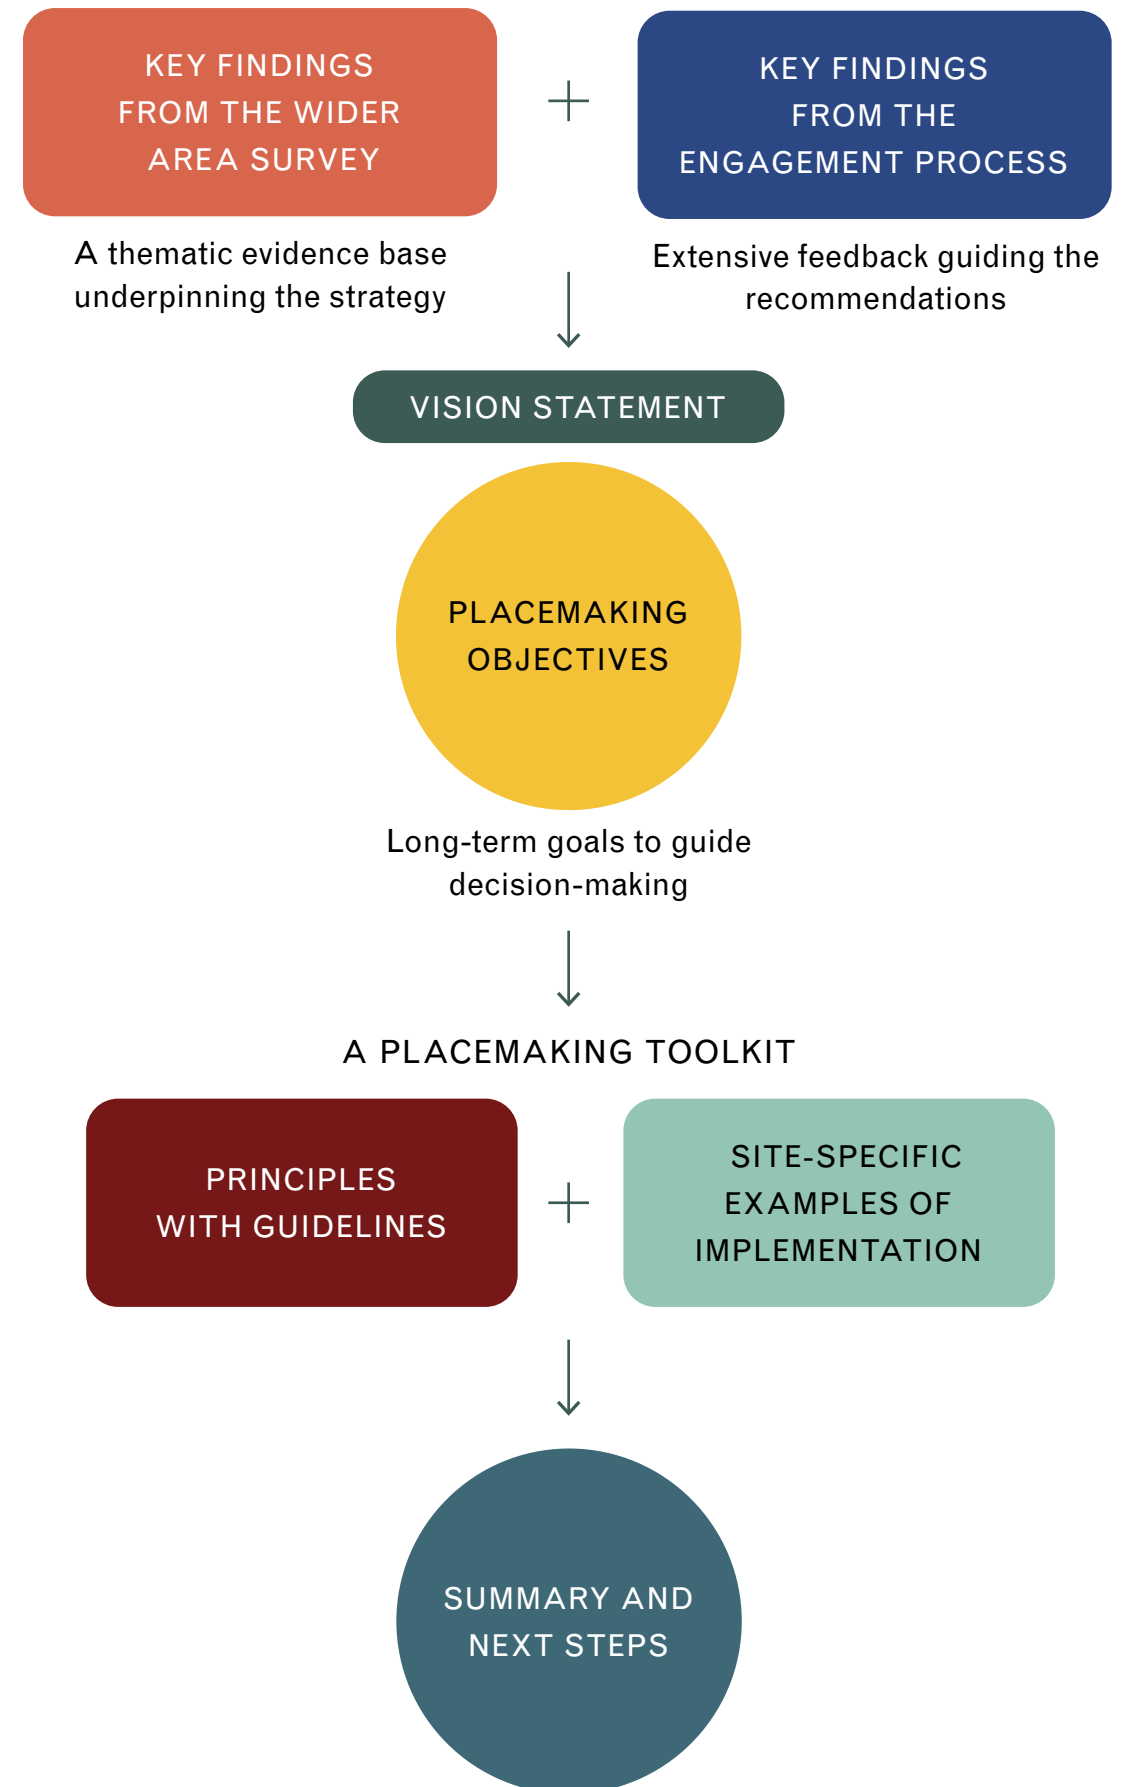 KEY FINDINGS
FROM THE WIDER
AREA SURVEY
KEY FINDINGS
FROM THE
ENGAGEMENT PROCESS
A thematic evidence base
underpinning the strategy
Extensive feedback guiding the
recommendations
VISION STATEMENT
PLACEMAKING
OBJECTIVES
Long-term goals to guide
decision-making
A PLACEMAKING TOOLKIT
PRINCIPLES
WITH GUIDELINES
SITE-SPECIFIC
EXAMPLES OF
IMPLEMENTATION
SUMMARY AND
NEXT STEPS